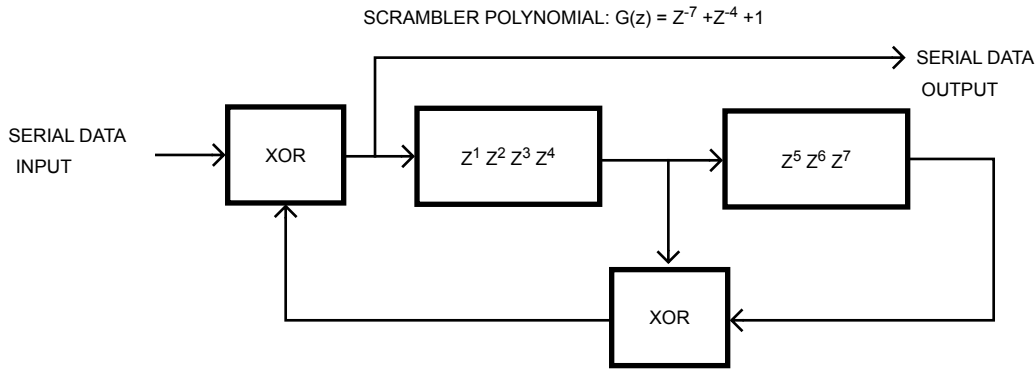 SCRAMBLER POLYNOMIAL: G(z) = Z⁻⁷ +Z⁻⁴ +1
SERIAL DATA
OUTPUT
SERIAL DATA
INPUT
XOR
Z¹ Z² Z³ Z⁴
Z⁵ Z⁶ Z⁷
XOR